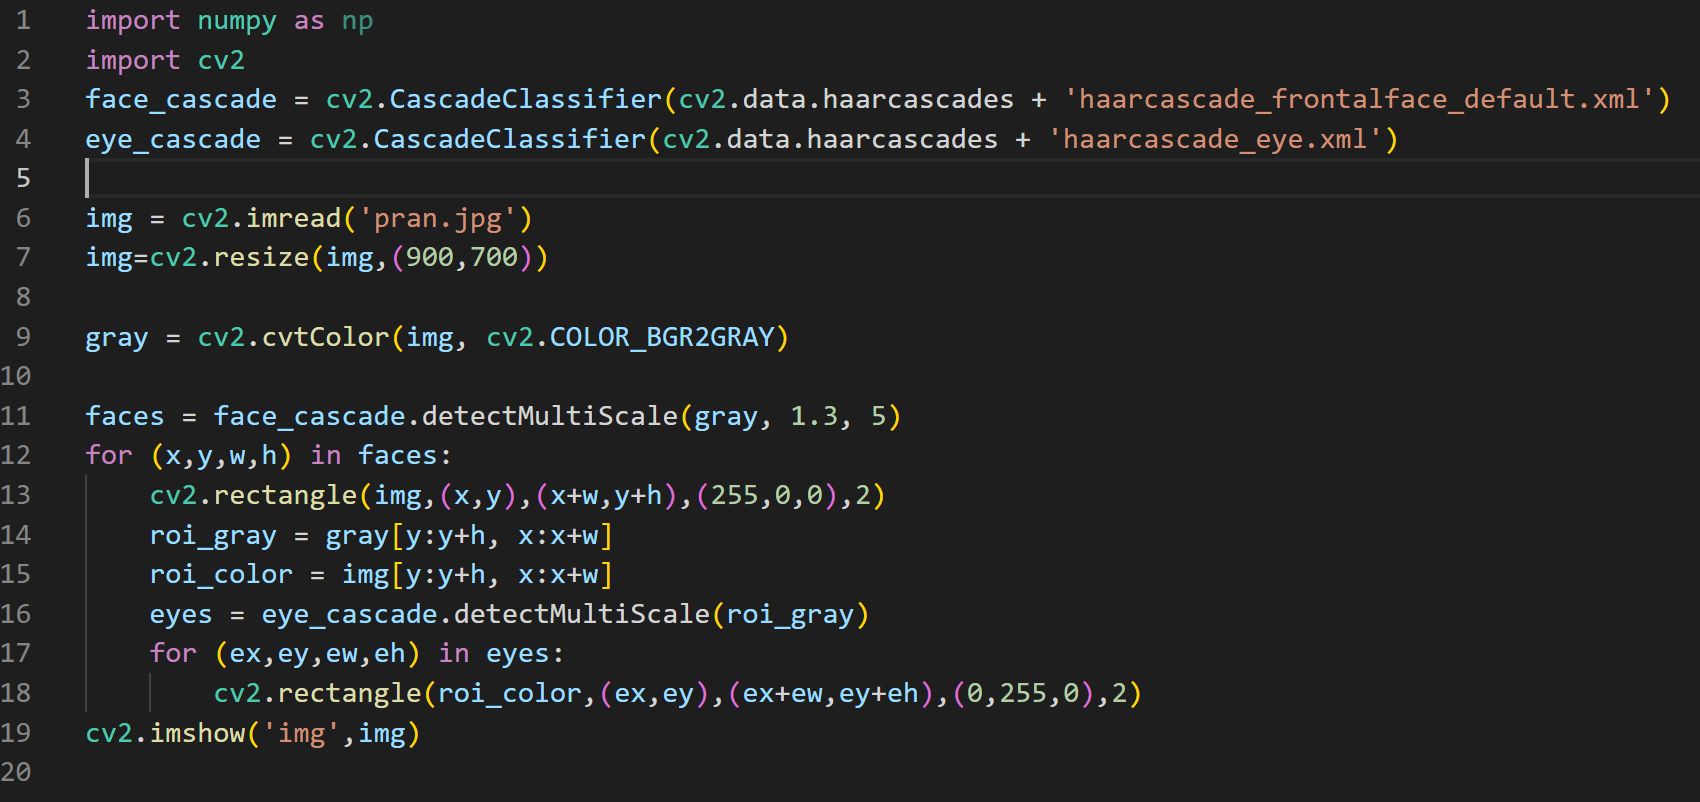 1 import numpy as np
2 import cv2
3 face_cascade = cv2.CascadeClassifier(cv2.data.haarcascades + 'haarcascade_frontalface_default.xml')
4 eye_cascade = cv2.CascadeClassifier(cv2.data.haarcascades + 'haarcascade_eye.xml')
5
6 img = cv2.imread('pran.jpg')
7 img=cv2.resize(img,(900,700))
8
9 gray = cv2.cvtColor(img, cv2.COLOR_BGR2GRAY)
10
11 faces = face_cascade.detectMultiScale(gray, 1.3, 5)
12 for (x,y,w,h) in faces:
13     cv2.rectangle(img,(x,y),(x+w,y+h),(255,0,0),2)
14     roi_gray = gray[y:y+h, x:x+w]
15     roi_color = img[y:y+h, x:x+w]
16     eyes = eye_cascade.detectMultiScale(roi_gray)
17     for (ex,ey,ew,eh) in eyes:
18         cv2.rectangle(roi_color,(ex,ey),(ex+ew,ey+eh),(0,255,0),2)
19 cv2.imshow('img',img)
20